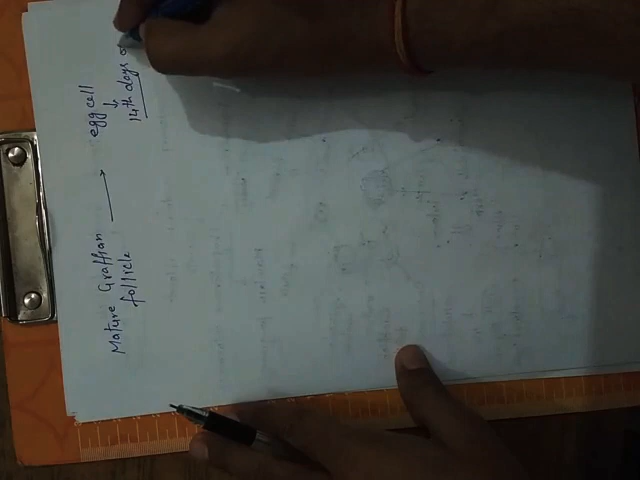 Mature Graffian → egg cell
follicle
↓
14th days o